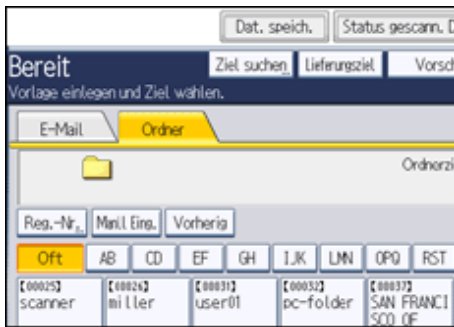 Dat. speich. Status gescann. D
Bereit Ziel suchen Lieferungsziel Vorsch
Vorlage einlegen und Ziel wählen.
E-Mail Ordner
Ordnerzi
Reg.-Nr. Manll Eing. Vorherig
Oft AB CD EF GH IJK LMN OPQ RST
[00025] [00026] [00031] [00032] [00037]
scanner miller user01 pc-folder SAN FRANCI
SCO OF